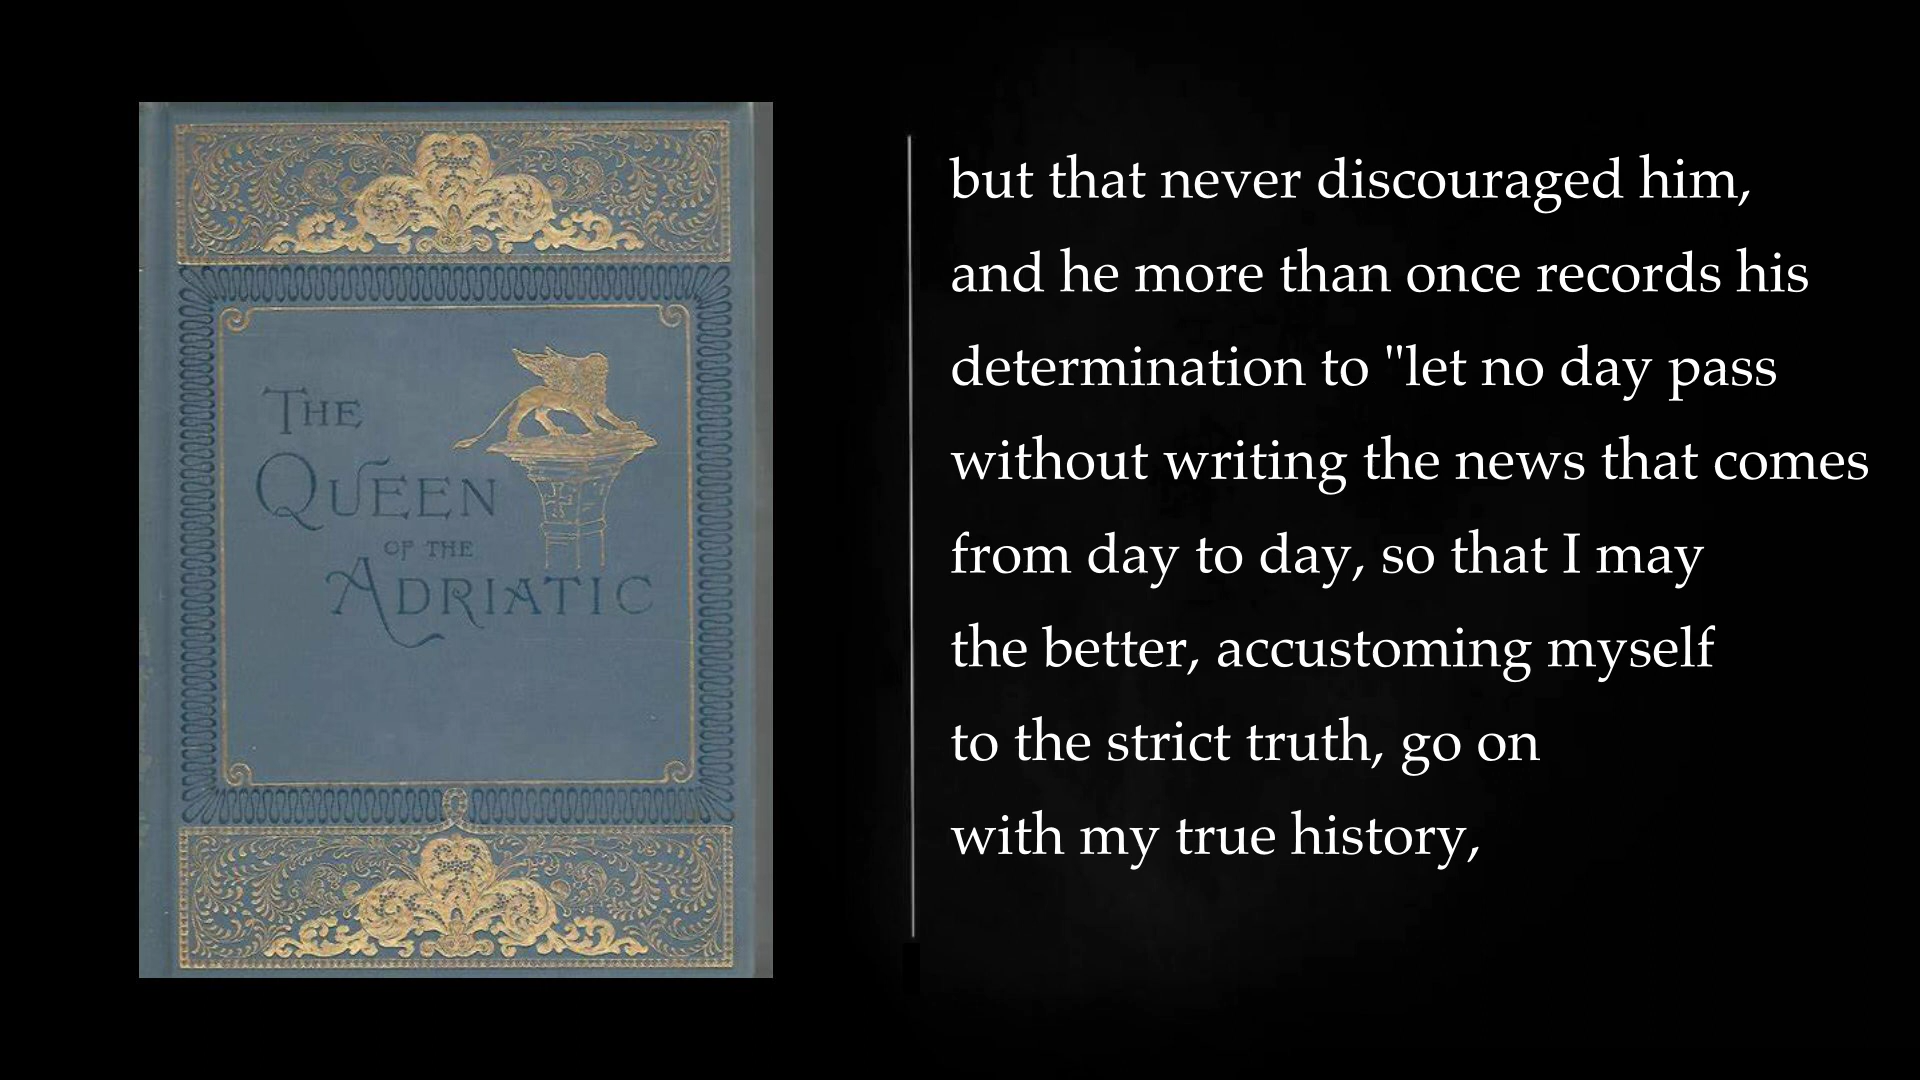 THE
QUEEN
OF THE
ADRIATIC
but that never discouraged him,
and he more than once records his
determination to "let no day pass
without writing the news that comes
from day to day, so that I may
the better, accustoming myself
to the strict truth, go on
with my true history,